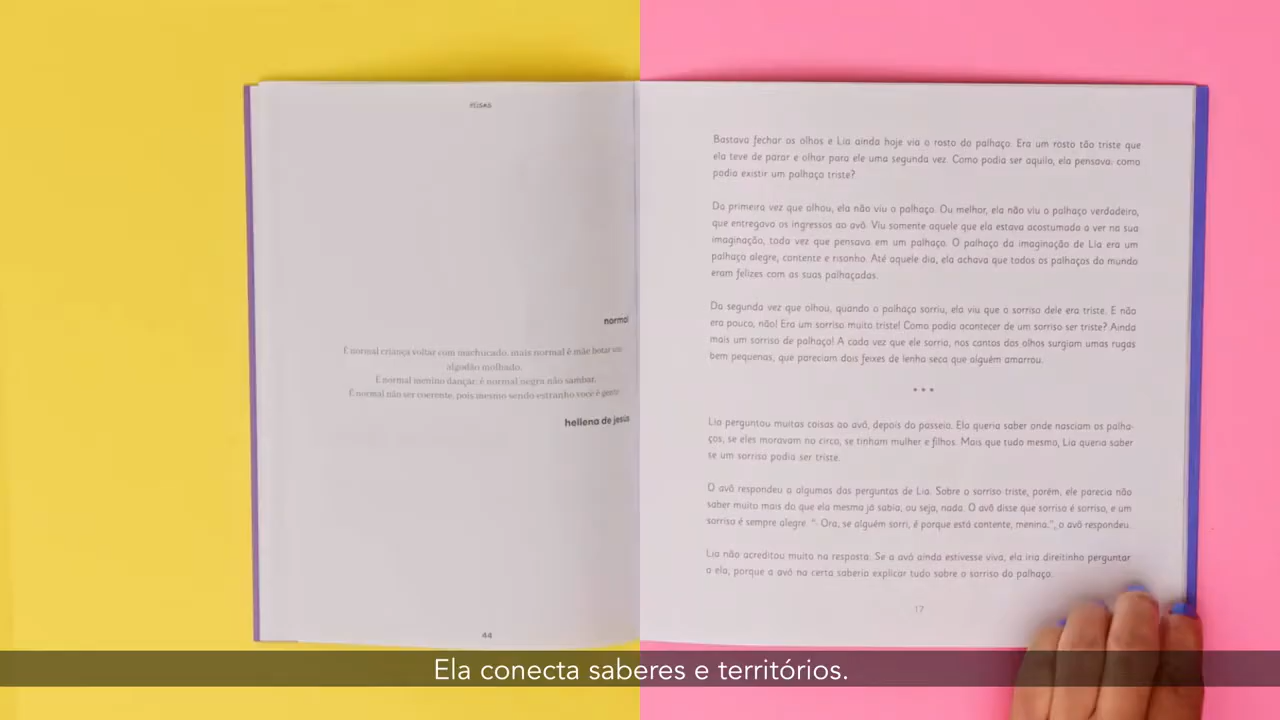 normal
É normal criança voltar com machucado, mais normal é mãe botar um
algodão molhado.
É normal menino dançar; é normal negra não sambar.
É normal não ser coerente, pois mesmo sendo estranho você é gente
hellena de jesus
44
Bastava fechar os olhos e Lia ainda hoje via o rosto do palhaço. Era um rosto tão triste que
ela teve de parar e olhar para ele uma segunda vez. Como podia ser aquilo, ela pensava, como
podia existir um palhaço triste?
Da primeira vez que olhou, ela não viu o palhaço. Ou melhor, ela não viu o palhaço verdadeiro,
que entregava os ingressos ao avô. Viu somente aquele que ela estava acostumada a ver na sua
imaginação, toda vez que pensava em um palhaço. O palhaço da imaginação de Lia era um
palhaço alegre, contente e risonho. Até aquele dia, ela achava que todos os palhaços do mundo
eram felizes com as suas palhaçadas.
Da segunda vez que olhou, quando o palhaço sorriu, ela viu que o sorriso dele era triste. E não
era pouco, não! Era um sorriso muito triste! Como podia acontecer de um sorriso ser triste? Ainda
mais um sorriso de palhaço! A cada vez que ele sorria, nos cantos dos olhos surgiam umas rugas
bem pequenas, que pareciam dois feixes de lenha seca que alguém amarrou.
• • •
Lia perguntou muitas coisas ao avô, depois do passeio. Ela queria saber onde nasciam os palha-
ços, se eles moravam no circo, se tinham mulher e filhos. Mais que tudo mesmo, Lia queria saber
se um sorriso podia ser triste.
O avô respondeu a algumas das perguntas de Lia. Sobre o sorriso triste, porém, ele parecia não
saber muito mais do que ela mesma já sabia, ou seja, nada. O avô disse que sorriso é sorriso, e um
sorriso é sempre alegre. "- Ora, se alguém sorri, é porque está contente, menina.", o avô respondeu.
Lia não acreditou muito na resposta. Se a avó ainda estivesse viva, ela iria direitinho perguntar
a ela, porque a avó na certa saberia explicar tudo sobre o sorriso do palhaço.
17
Ela conecta saberes e territórios.